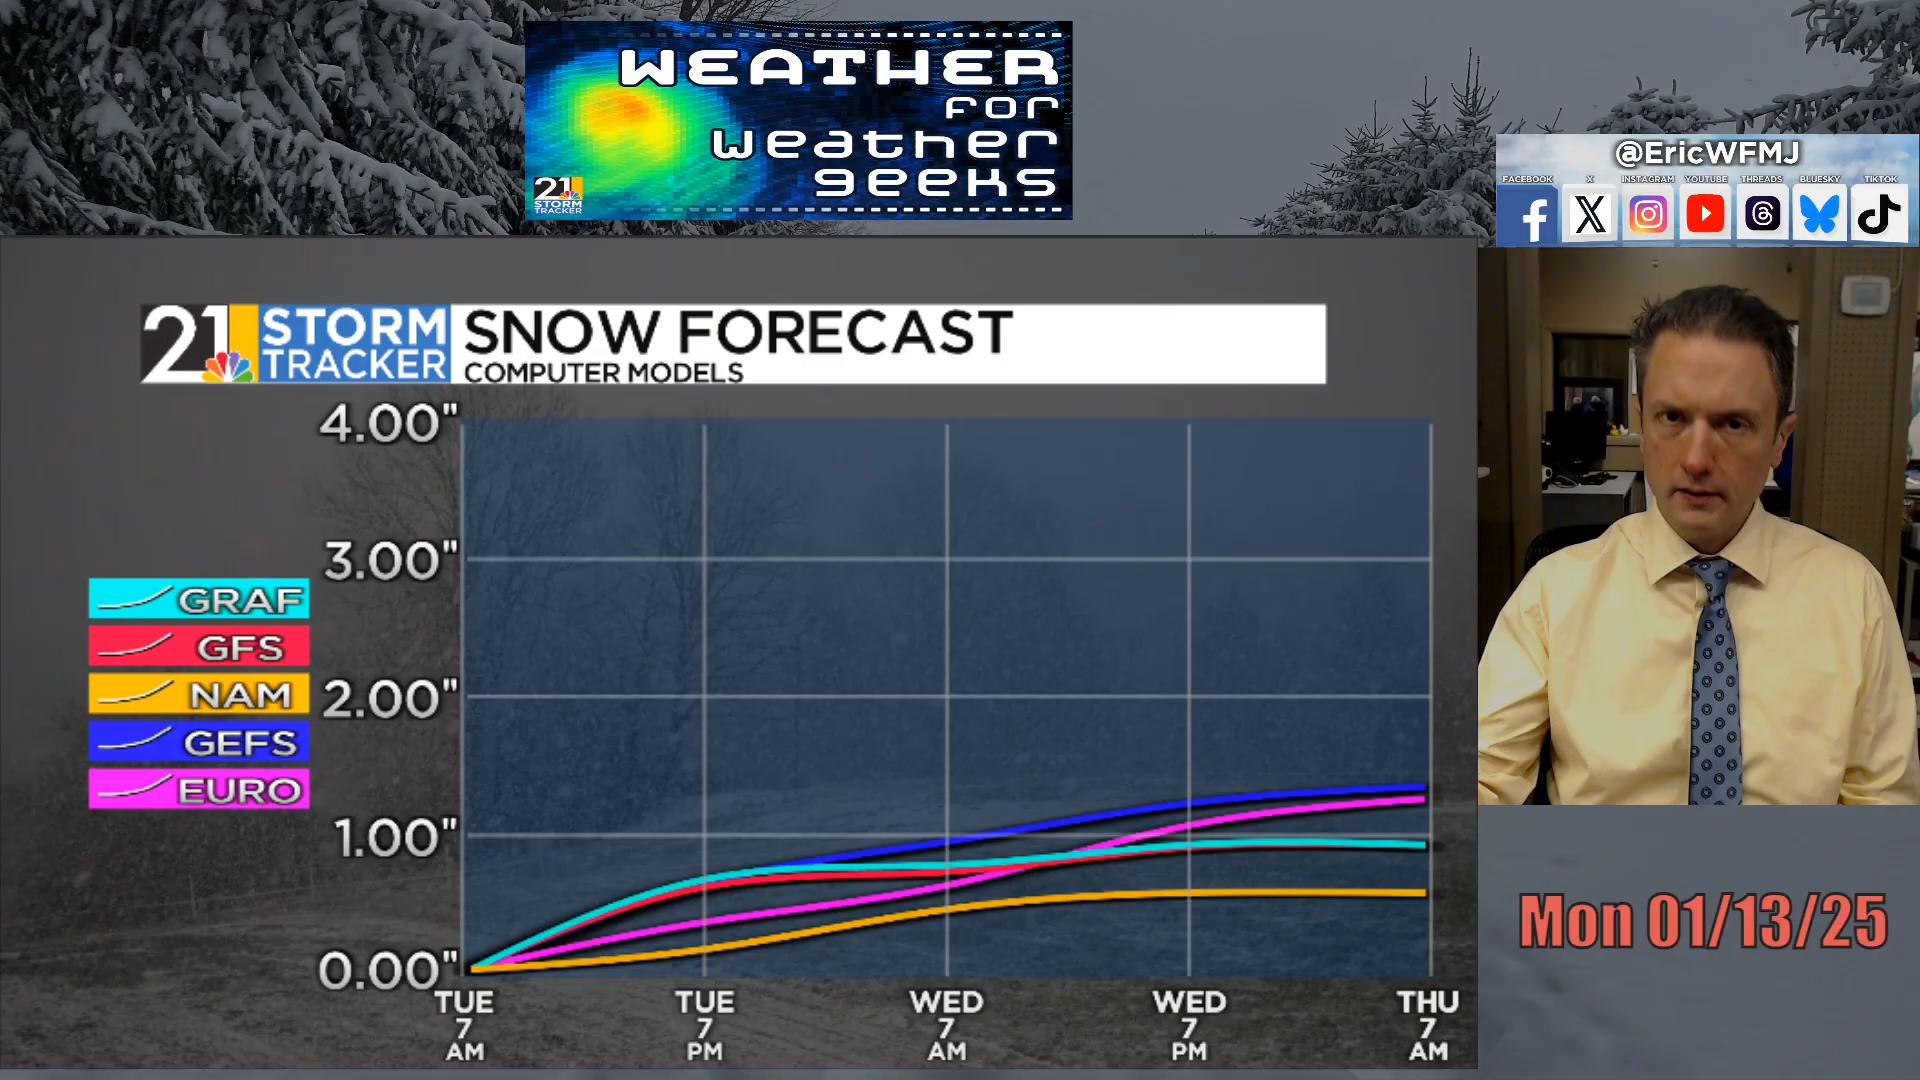 WEATHER
FOR
weather
geeks
21
STORM
TRACKER
@EricWFMJ
FACEBOOK X INSTAGRAM YOUTUBE THREADS BLUESKY TIKTOK
21 STORM TRACKER
SNOW FORECAST
COMPUTER MODELS
4.00"
3.00"
2.00"
1.00"
0.00"
GRAF
GFS
NAM
GEFS
EURO
TUE
7
AM
TUE
7
PM
WED
7
AM
WED
7
PM
THU
7
AM
Mon 01/13/25